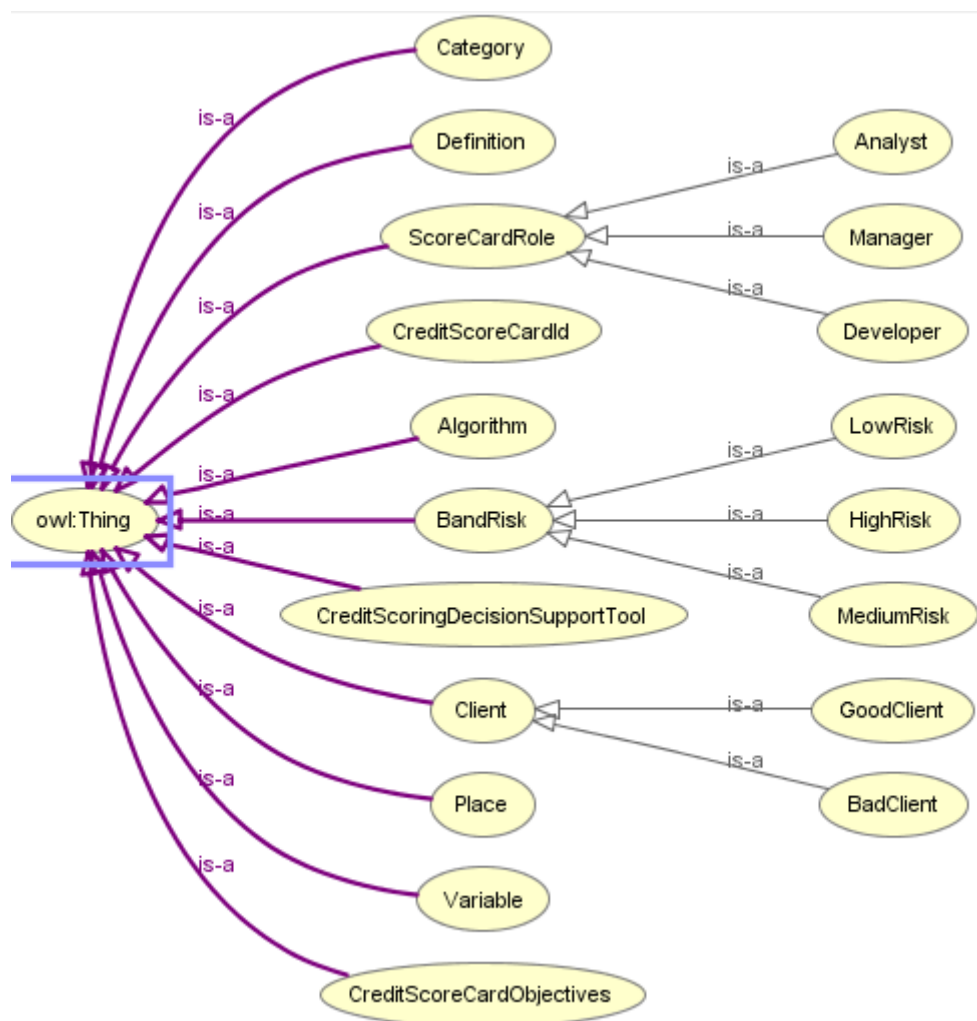 Category
is-a
Definition
Analyst
is-a
is-a
ScoreCardRole
is-a
Manager
is-a
is-a
CreditScoreCardId
Developer
is-a
Algorithm
LowRisk
is-a
is-a
owl:Thing
is-a
BandRisk
is-a
HighRisk
is-a
is-a
CreditScoringDecisionSupportTool
MediumRisk
is-a
Client
is-a
GoodClient
is-a
is-a
Place
BadClient
is-a
Variable
is-a
CreditScoreCardObjectives